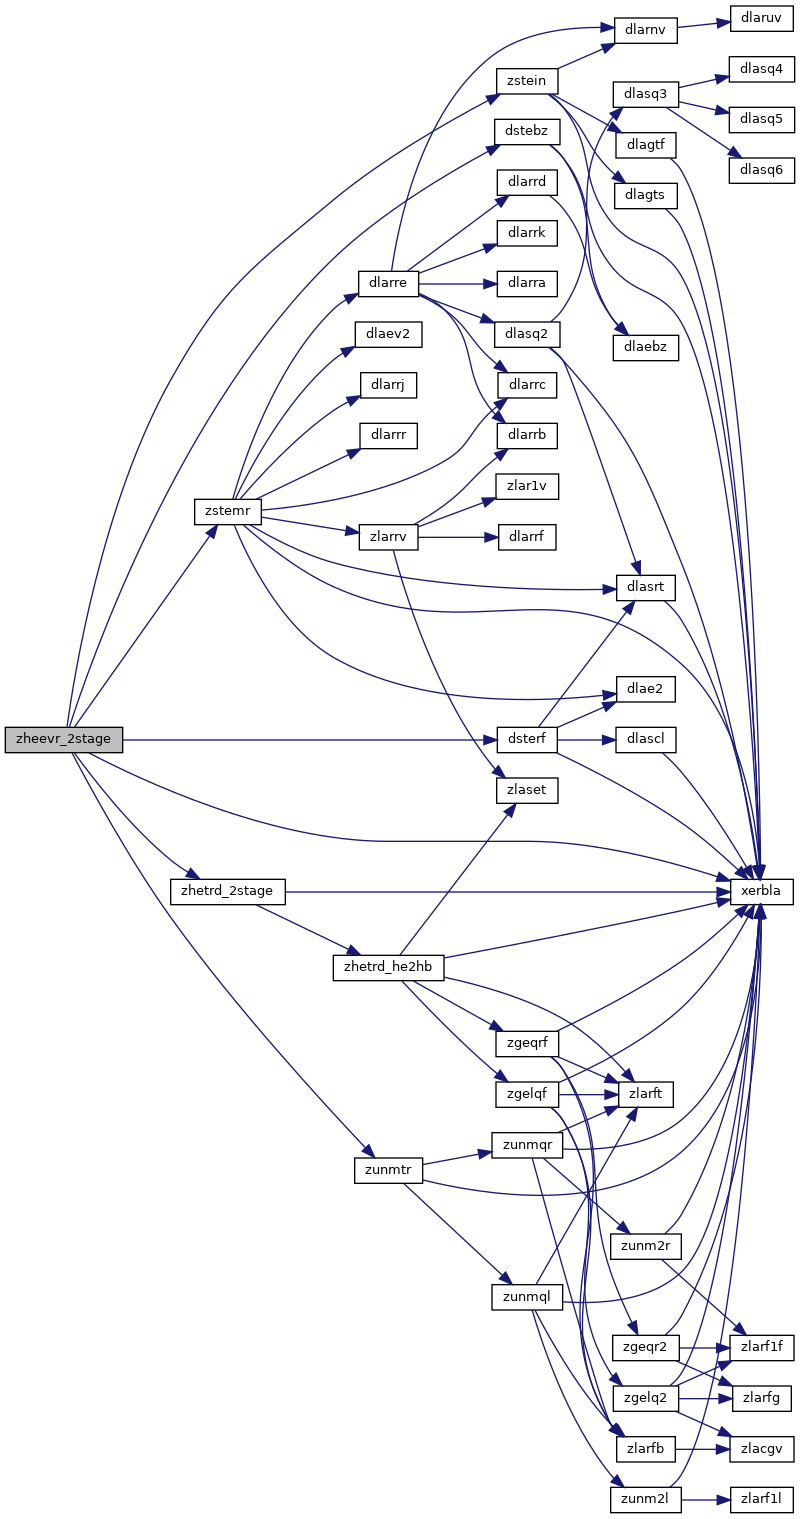 dlaruv
dlarnv
dlasq4
zstein
dlasq3
dlasq5
dstebz
dlagtf
dlasq6
dlarrd
dlagts
dlarrk
dlarre
dlarra
dlaev2
dlasq2
dlaebz
dlarrj
dlarrc
dlarrr
dlarrb
zlar1v
zstemr
zlarrv
dlarrf
dlasrt
dlae2
zheevr_2stage
dsterf
dlascl
zlaset
zhetrd_2stage
xerbla
zhetrd_he2hb
zgeqrf
zgelqf
zlarft
zunmqr
zunmtr
zunm2r
zunmql
zgeqr2
zlarf1f
zgelq2
zlarfg
zlarfb
zlacgv
zunm2l
zlarf1l